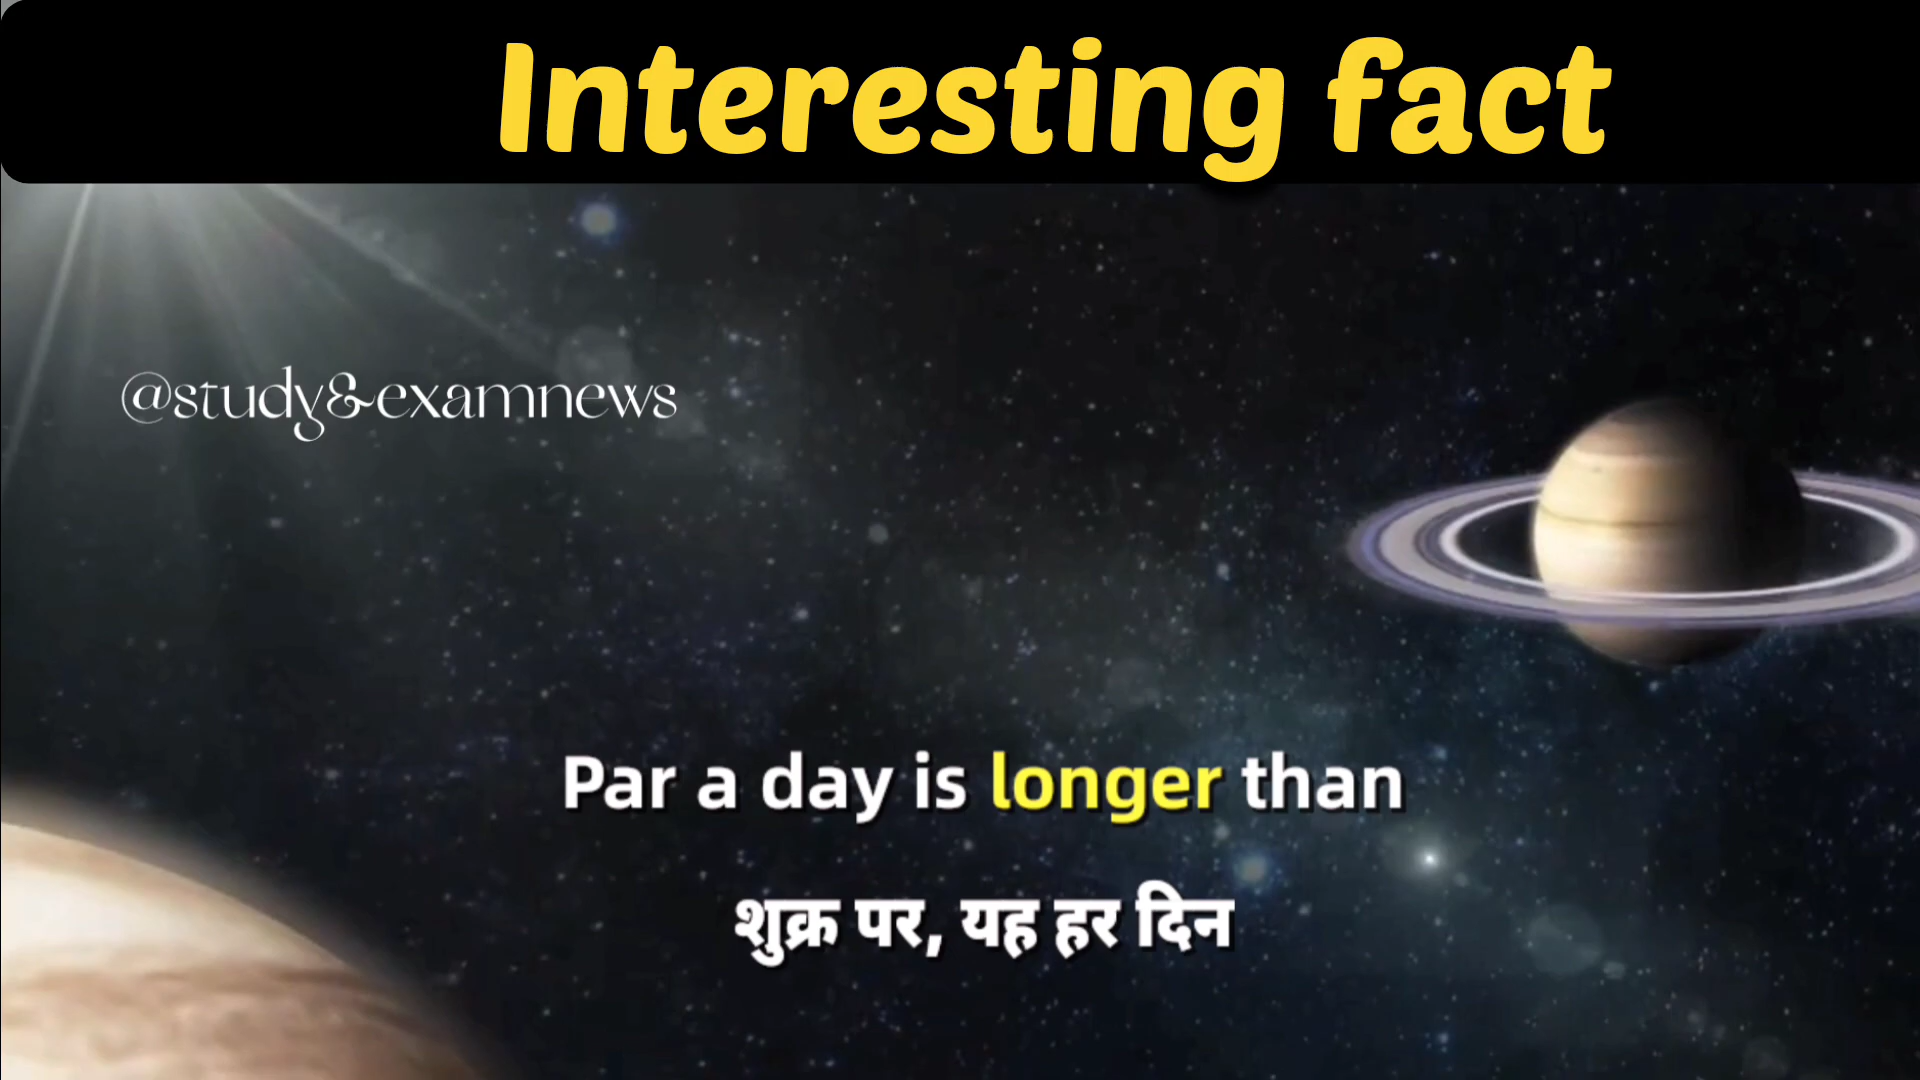 Interesting fact
@study&examnews
Par a day is longer than
शुक्र पर, यह हर दिन